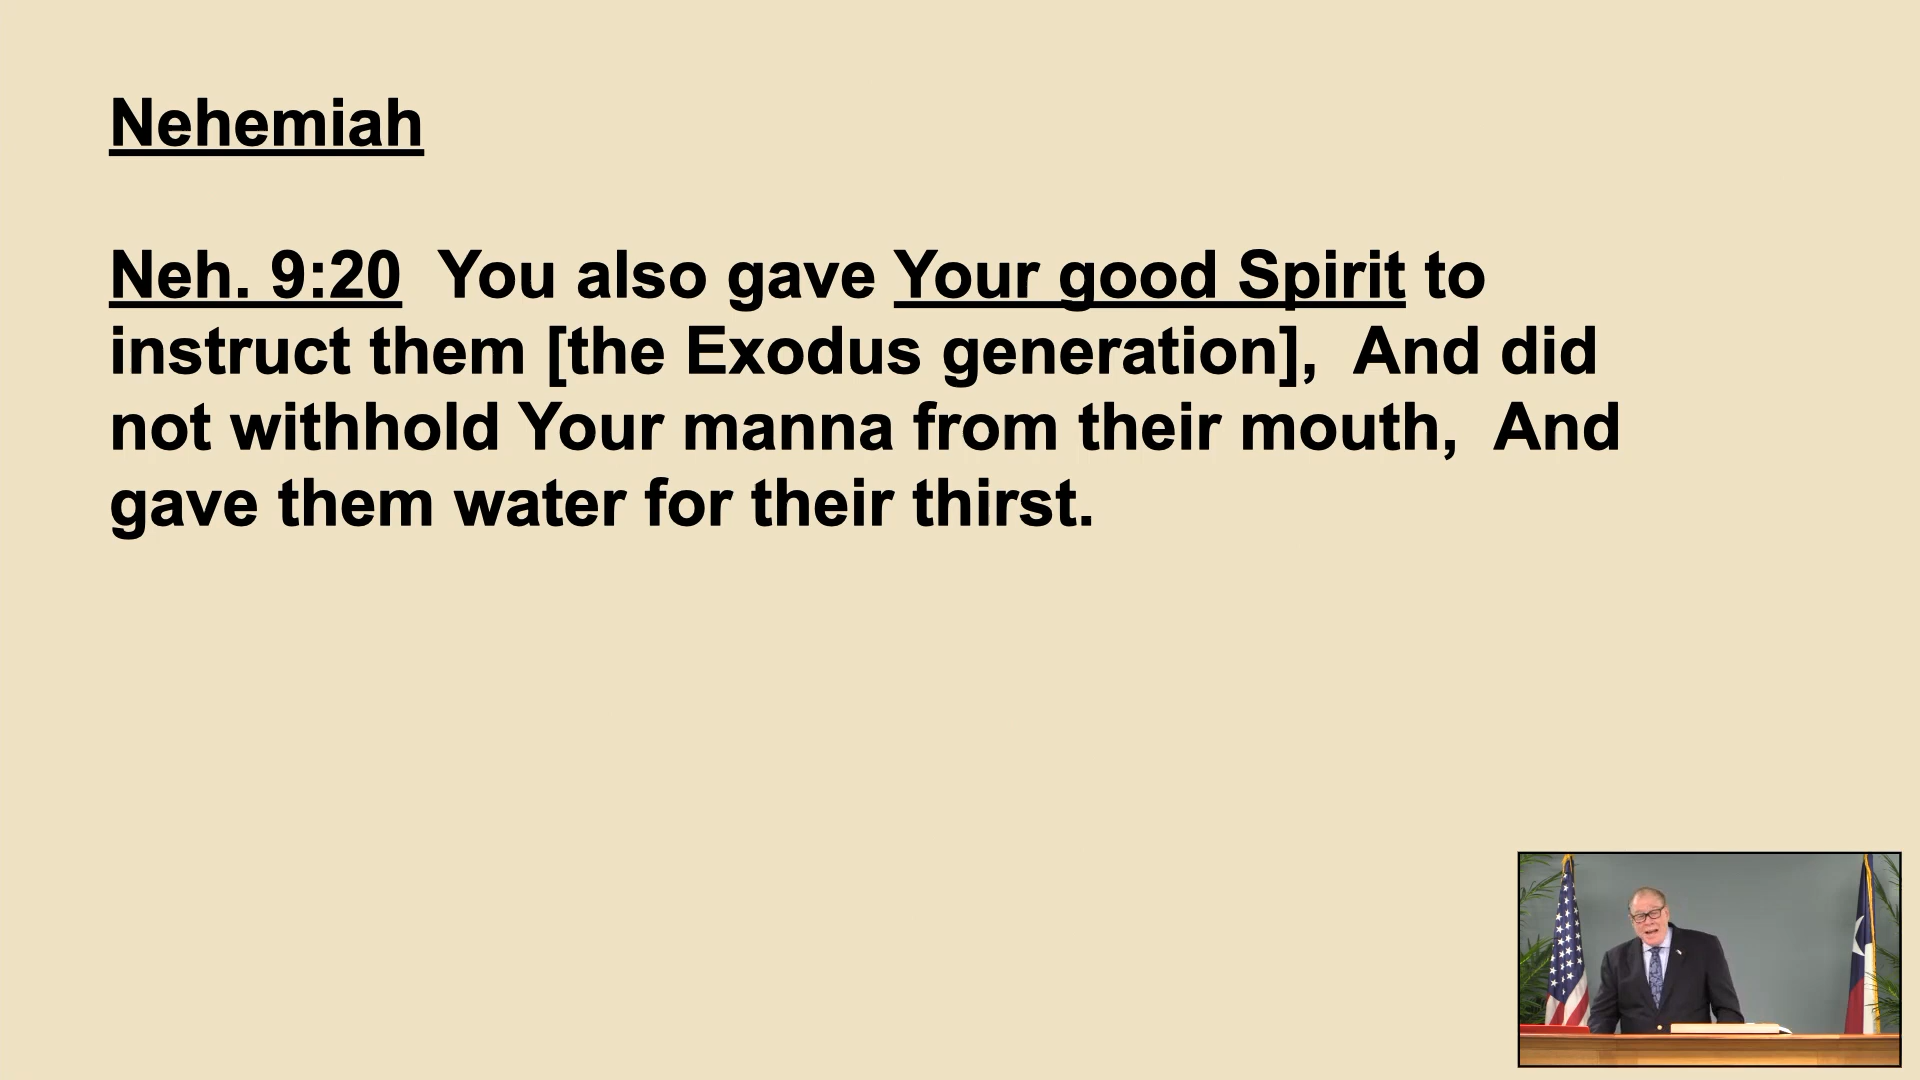 Nehemiah
Neh. 9:20  You also gave Your good Spirit to
instruct them [the Exodus generation],  And did
not withhold Your manna from their mouth,  And
gave them water for their thirst.